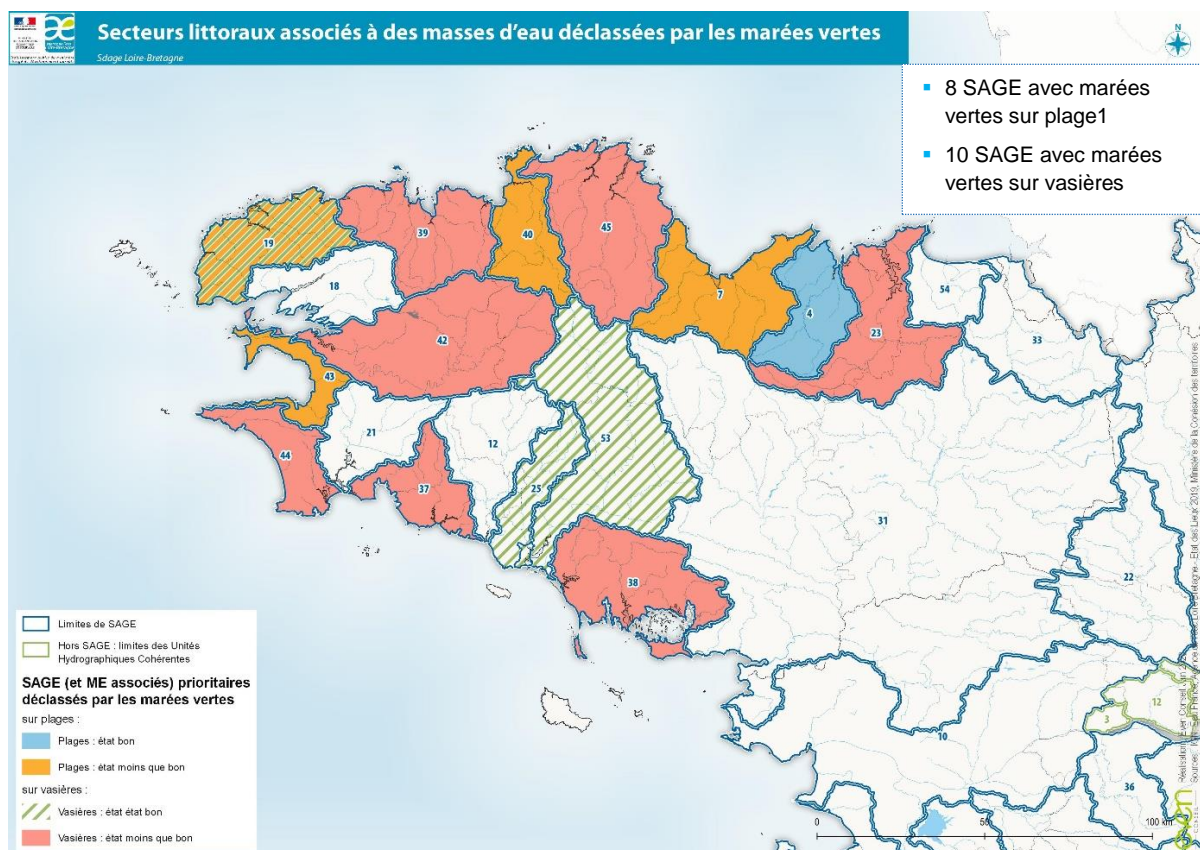 Secteurs littoraux associés à des masses d'eau déclassées par les marées vertes
Sdage Loire-Bretagne
N
8 SAGE avec marées
vertes sur plage1
10 SAGE avec marées
vertes sur vasières
19
39
40
45
18
7
4
54
23
33
42
43
21
12
53
44
37
25
31
38
22
12
3
10
36
Limites de SAGE
Hors SAGE : limites des Unités
Hydrographiques Cohérentes
SAGE (et ME associés) prioritaires
déclassés par les marées vertes
sur plages :
Plages : état bon
Plages : état moins que bon
sur vasières :
Vasières : état état bon
Vasières : état moins que bon
0
50
100 km